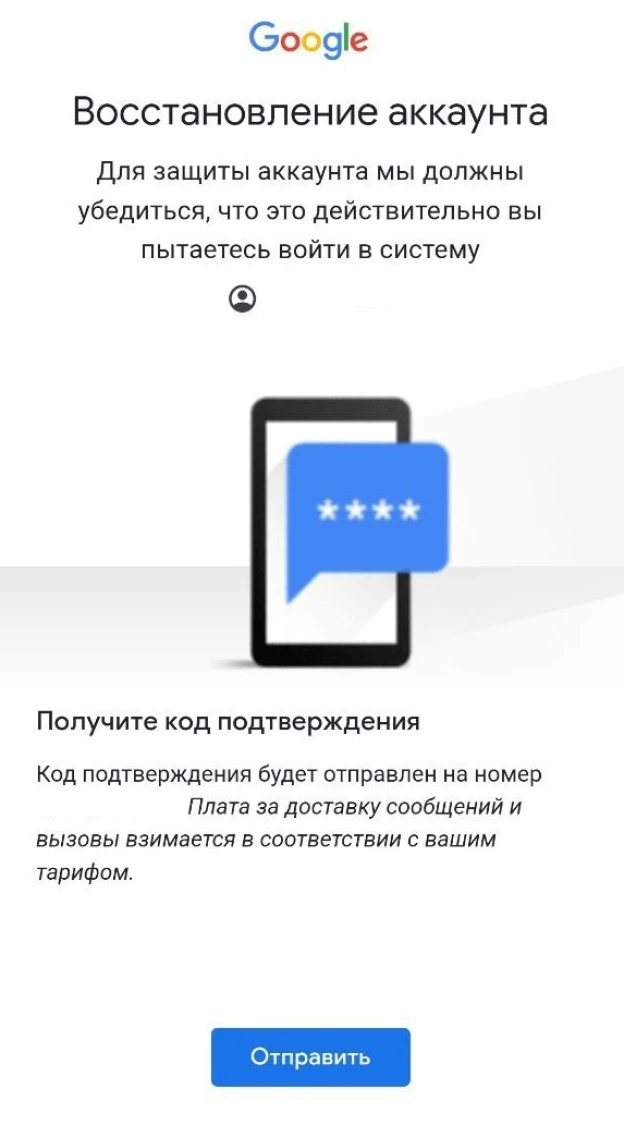 Google
Восстановление аккаунта
Для защиты аккаунта мы должны
убедиться, что это действительно вы
пытаетесь войти в систему
****
Получите код подтверждения
Код подтверждения будет отправлен на номер
Плата за доставку сообщений и
вызовы взимается в соответствии с вашим
тарифом.
Отправить